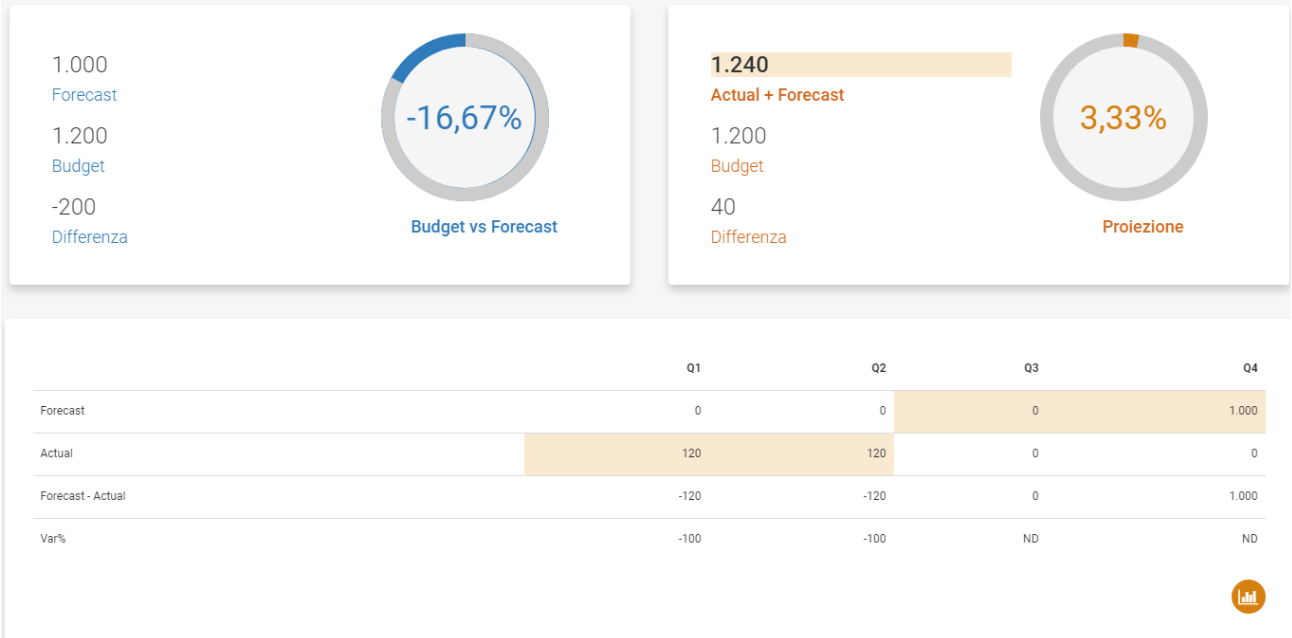 1.000
Forecast
1.200
Budget
-200
Differenza
-16,67%
Budget vs Forecast
1.240
Actual + Forecast
1.200
Budget
40
Differenza
3,33%
Proiezione
Q1 Q2 Q3 Q4
Forecast 0 0 0 1.000
Actual 120 120 0 0
Forecast - Actual -120 -120 0 1.000
Var% -100 -100 ND ND